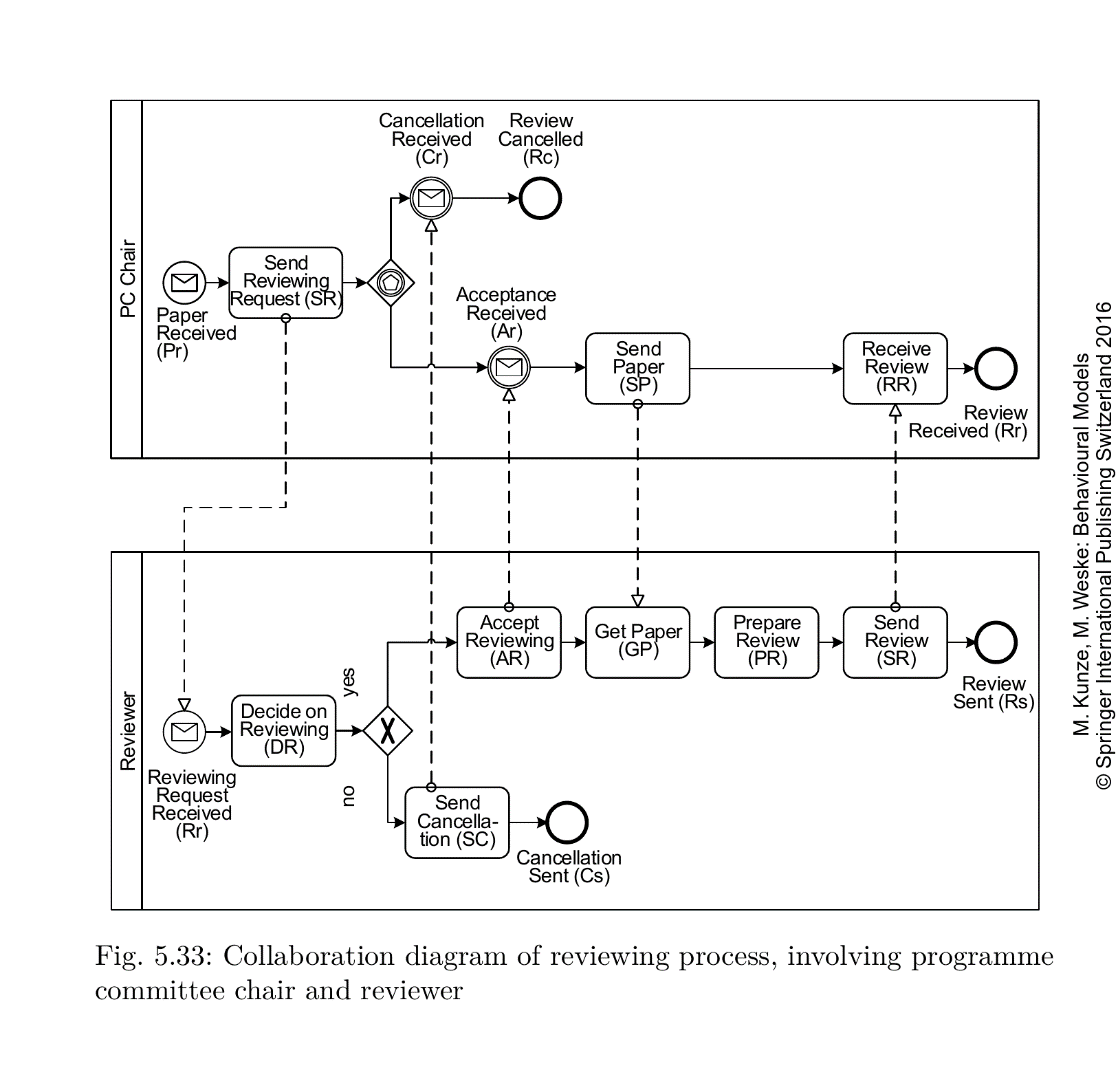 PC Chair
Cancellation
Received
(Cr)
Review
Cancelled
(Rc)
Send
Reviewing
Request (SR)
Paper
Received
(Pr)
Acceptance
Received
(Ar)
Send
Paper
(SP)
Receive
Review
(RR)
Review
Received (Rr)
Reviewer
Reviewing
Request
Received
(Rr)
Decide on
Reviewing
(DR)
yes
no
Accept
Reviewing
(AR)
Get Paper
(GP)
Prepare
Review
(PR)
Send
Review
(SR)
Review
Sent (Rs)
Send
Cancella-
tion (SC)
Cancellation
Sent (Cs)
M. Kunze, M. Weske: Behavioural Models
© Springer International Publishing Switzerland 2016
Fig. 5.33: Collaboration diagram of reviewing process, involving programme
committee chair and reviewer